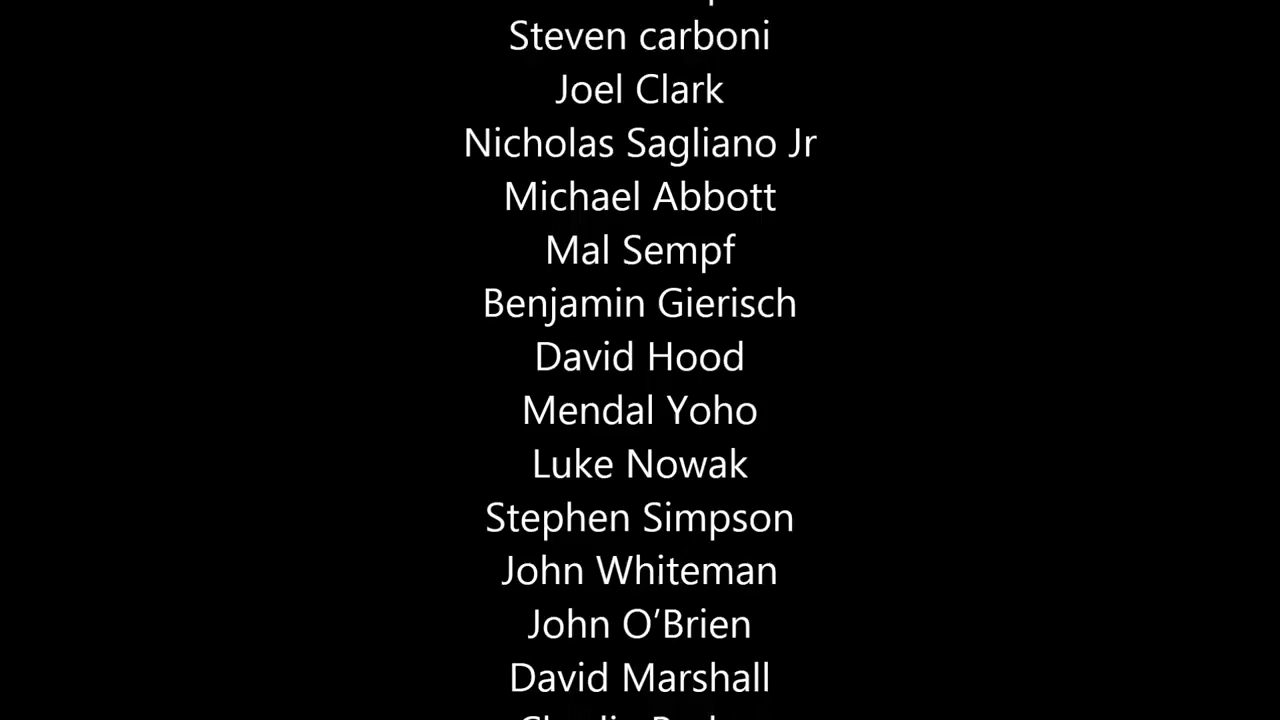 Steven carboni
Joel Clark
Nicholas Sagliano Jr
Michael Abbott
Mal Sempf
Benjamin Gierisch
David Hood
Mendal Yoho
Luke Nowak
Stephen Simpson
John Whiteman
John O’Brien
David Marshall